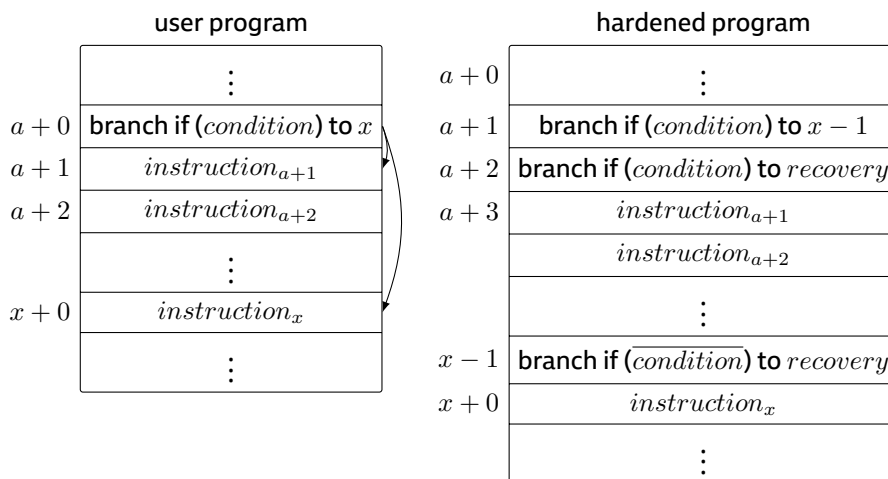 user program
⋮
a + 0 branch if (condition) to x
a + 1 instruction_{a+1}
a + 2 instruction_{a+2}
⋮
x + 0 instruction_x
⋮
hardened program
a + 0 ⋮
a + 1 branch if (condition) to x − 1
a + 2 branch if (condition) to recovery
a + 3 instruction_{a+1}
instruction_{a+2}
⋮
x − 1 branch if (\overline{condition}) to recovery
x + 0 instruction_x
⋮